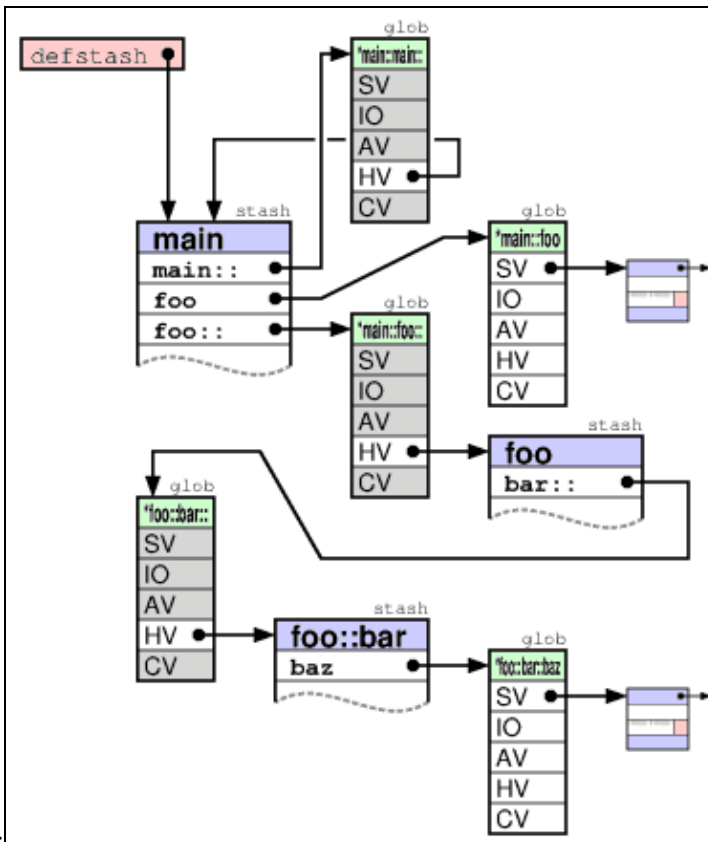 glob
defstash
*main::main::
SV
IO
AV
HV
CV
stash
main
main::
foo
foo::
glob
*main::foo
SV
IO
AV
HV
CV
glob
*main::foo::
SV
IO
AV
HV
CV
stash
foo
bar::
glob
*foo::bar::
SV
IO
AV
HV
CV
stash
foo::bar
baz
glob
*foo::bar::baz
SV
IO
AV
HV
CV